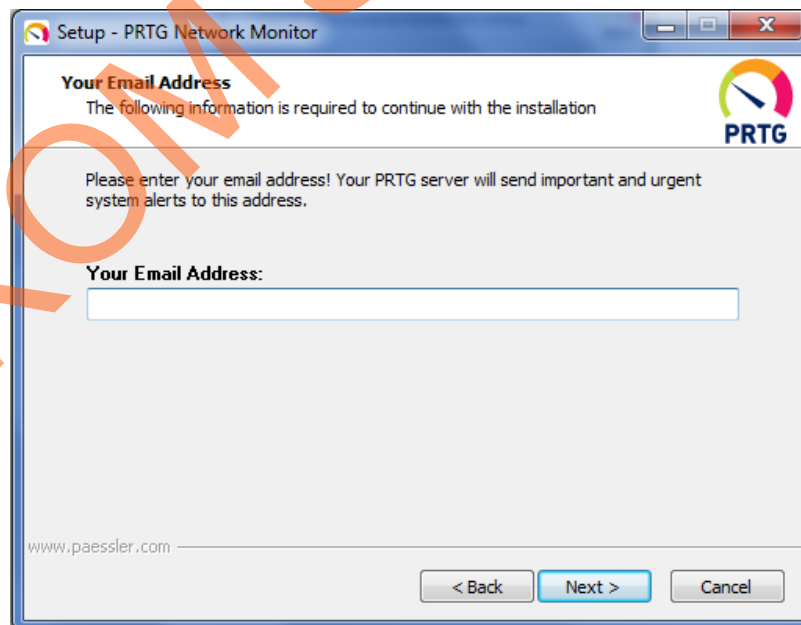 Setup - PRTG Network Monitor
Your Email Address
The following information is required to continue with the installation
PRTG
Please enter your email address! Your PRTG server will send important and urgent
system alerts to this address.
Your Email Address:
www.paessler.com
< Back
Next >
Cancel